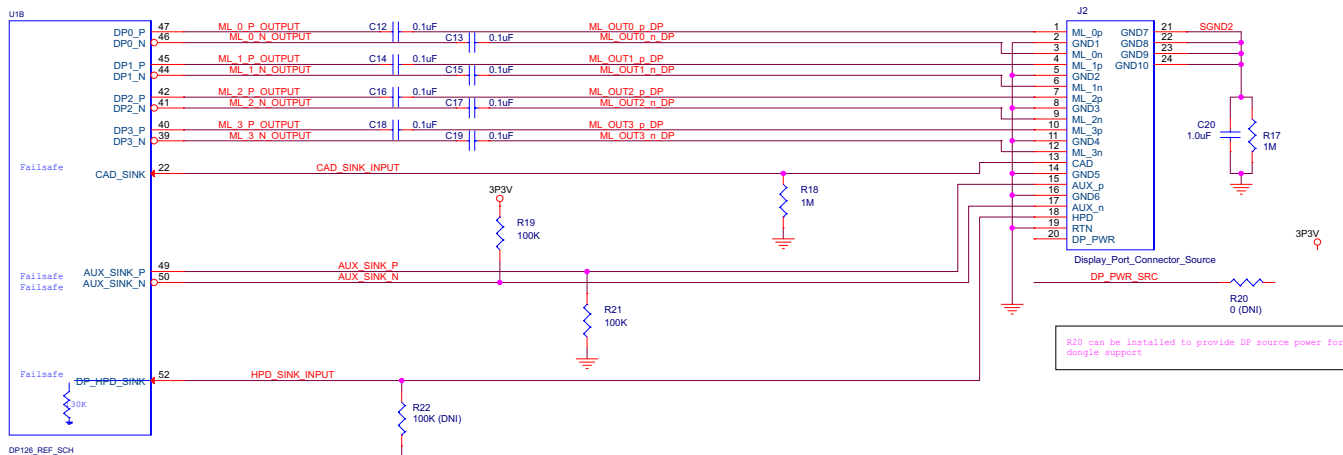 U1B
DP0_P 47 ML_0_P_OUTPUT C12 0.1uF ML_OUT0_p_DP
DP0_N 46 ML_0_N_OUTPUT C13 0.1uF ML_OUT0_n_DP
DP1_P 45 ML_1_P_OUTPUT C14 0.1uF ML_OUT1_p_DP
DP1_N 44 ML_1_N_OUTPUT C15 0.1uF ML_OUT1_n_DP
DP2_P 42 ML_2_P_OUTPUT C16 0.1uF ML_OUT2_p_DP
DP2_N 41 ML_2_N_OUTPUT C17 0.1uF ML_OUT2_n_DP
DP3_P 40 ML_3_P_OUTPUT C18 0.1uF ML_OUT3_p_DP
DP3_N 39 ML_3_N_OUTPUT C19 0.1uF ML_OUT3_n_DP
Failsafe CAD_SINK 22 CAD_SINK_INPUT
R18
1M
3P3V
R19
100K
Failsafe AUX_SINK_P 49 AUX_SINK_P
Failsafe AUX_SINK_N 50 AUX_SINK_N
R21
100K
Failsafe DP_HPD_SINK 52 HPD_SINK_INPUT
130K
R22
100K (DNI)
DP126_REF_SCH
J2
1 ML_0p GND7 21 SGND2
2 GND1 GND8 22
3 ML_0n GND9 23
4 ML_1p GND10 24
5 GND2
6 ML_1n
7 ML_2p
8 GND3
9 ML_2n
10 ML_3p
11 GND4
12 ML_3n
13 CAD
14 GND5
15 AUX_p
16 GND6
17 AUX_n
18 HPD
19 RTN
20 DP_PWR
Display_Port_Connector_Source
C20
1.0uF
R17
1M
3P3V
DP_PWR_SRC
R20
0 (DNI)
R20 can be installed to provide DP source power for
dongle support